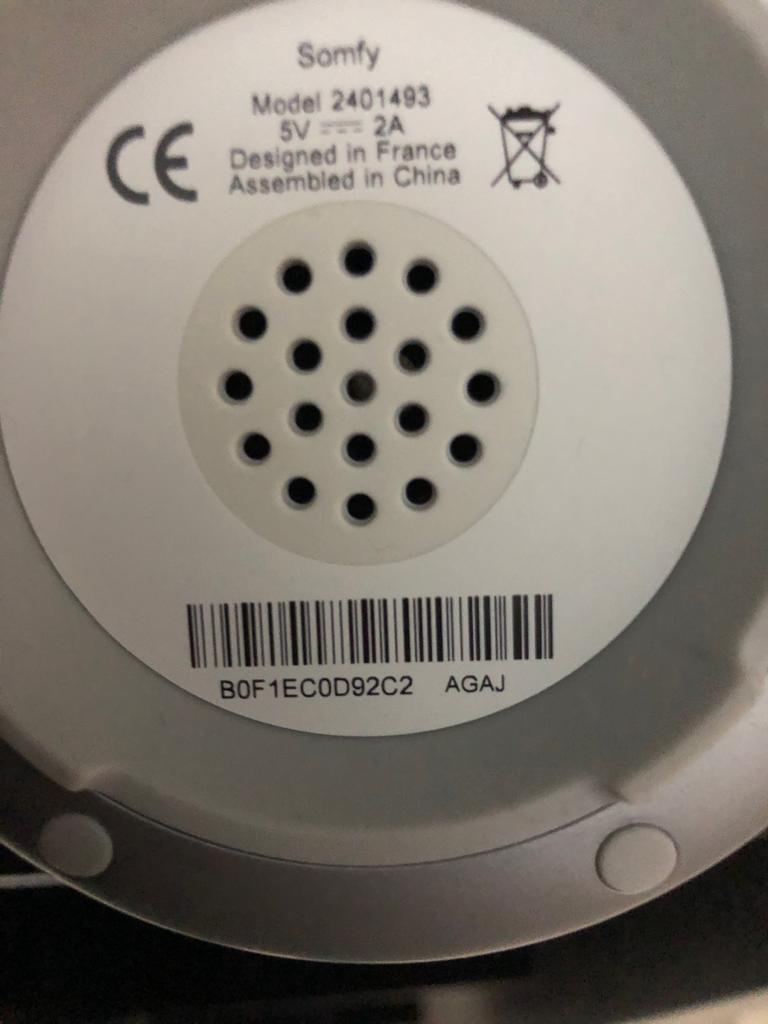 Somfy
Model 2401493
5V ⎓ 2A
Designed in France
Assembled in China
CE
B0F1EC0D92C2 AGAJ